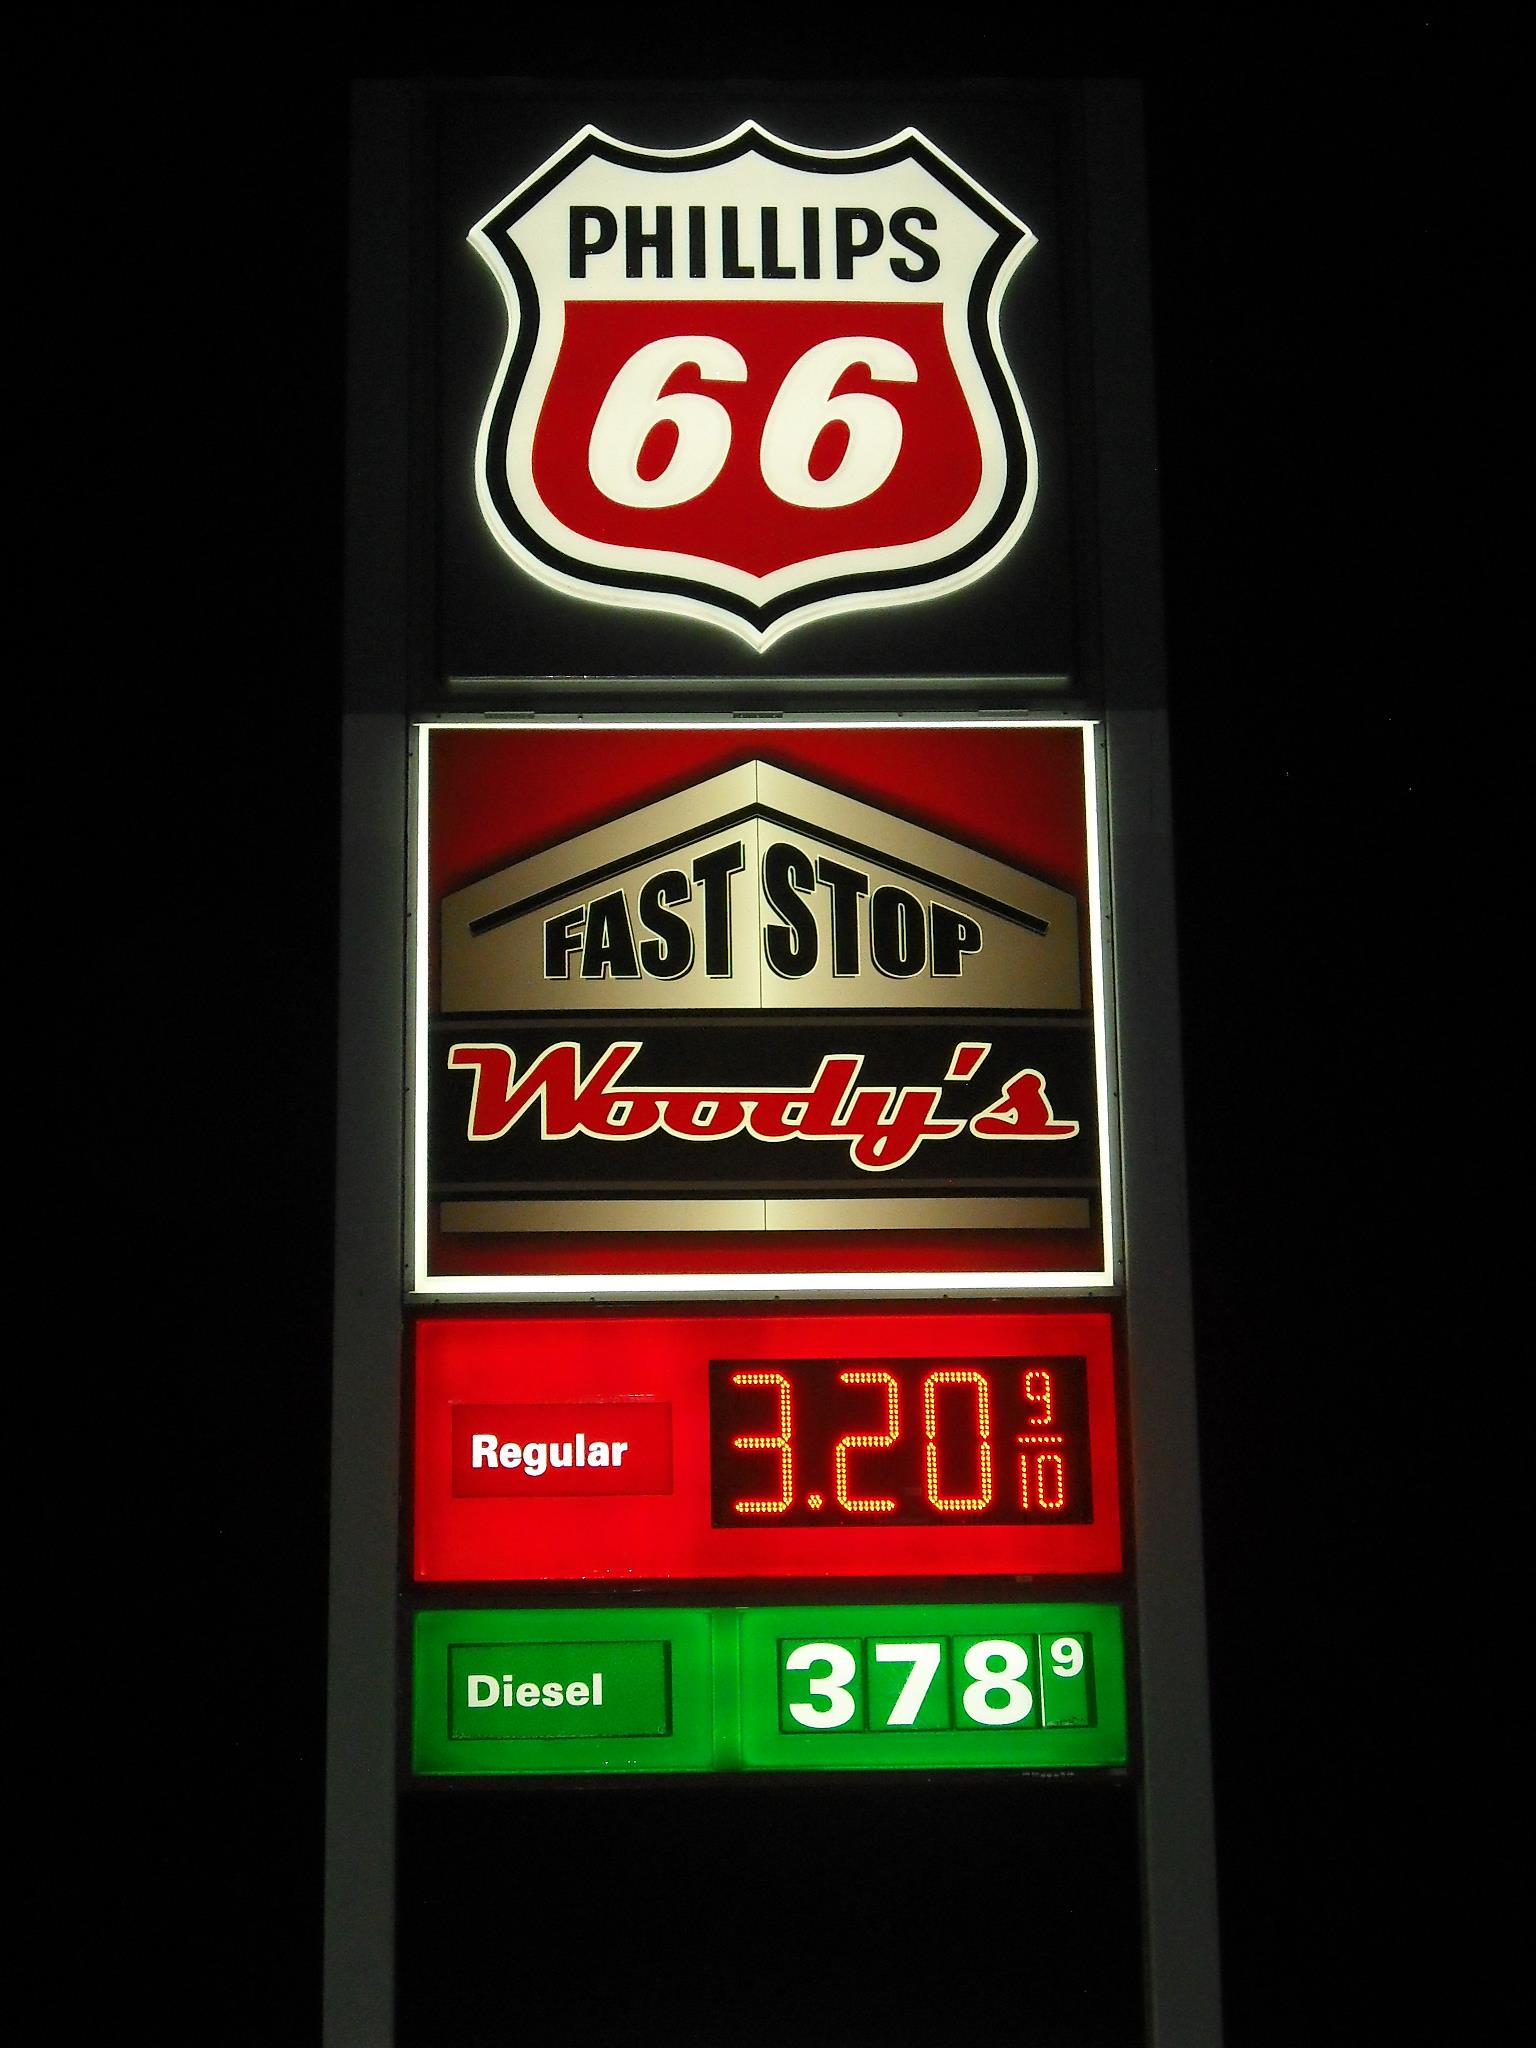 PHILLIPS
66
FAST STOP
Woody's
Regular 3.20 9/10
Diesel 378 9